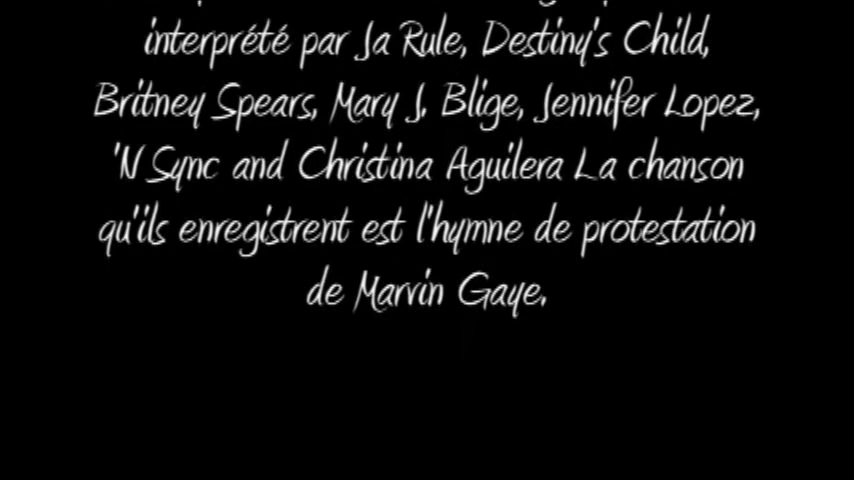 interprété par Ja Rule, Destiny's Child,
Britney Spears, Mary J. Blige, Jennifer Lopez,
'N Sync and Christina Aguilera La chanson
qu'ils enregistrent est l'hymne de protestation
de Marvin Gaye.